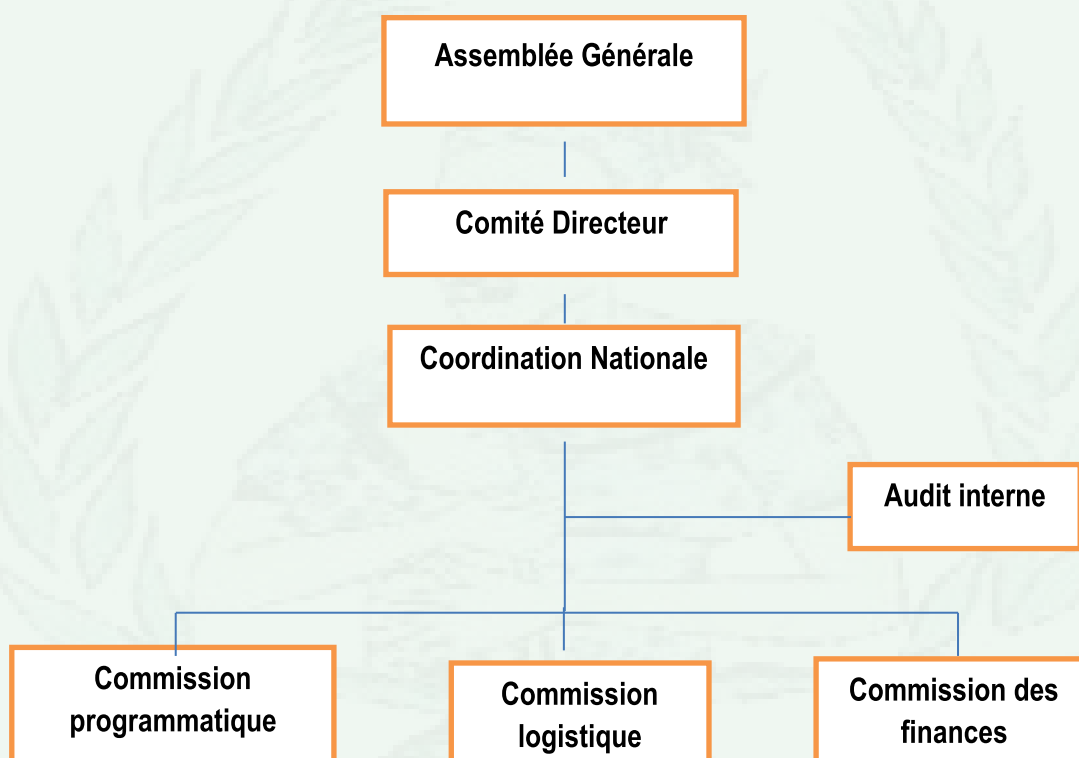 Assemblée Générale
Comité Directeur
Coordination Nationale
Audit interne
Commission
programmatique
Commission
logistique
Commission des
finances